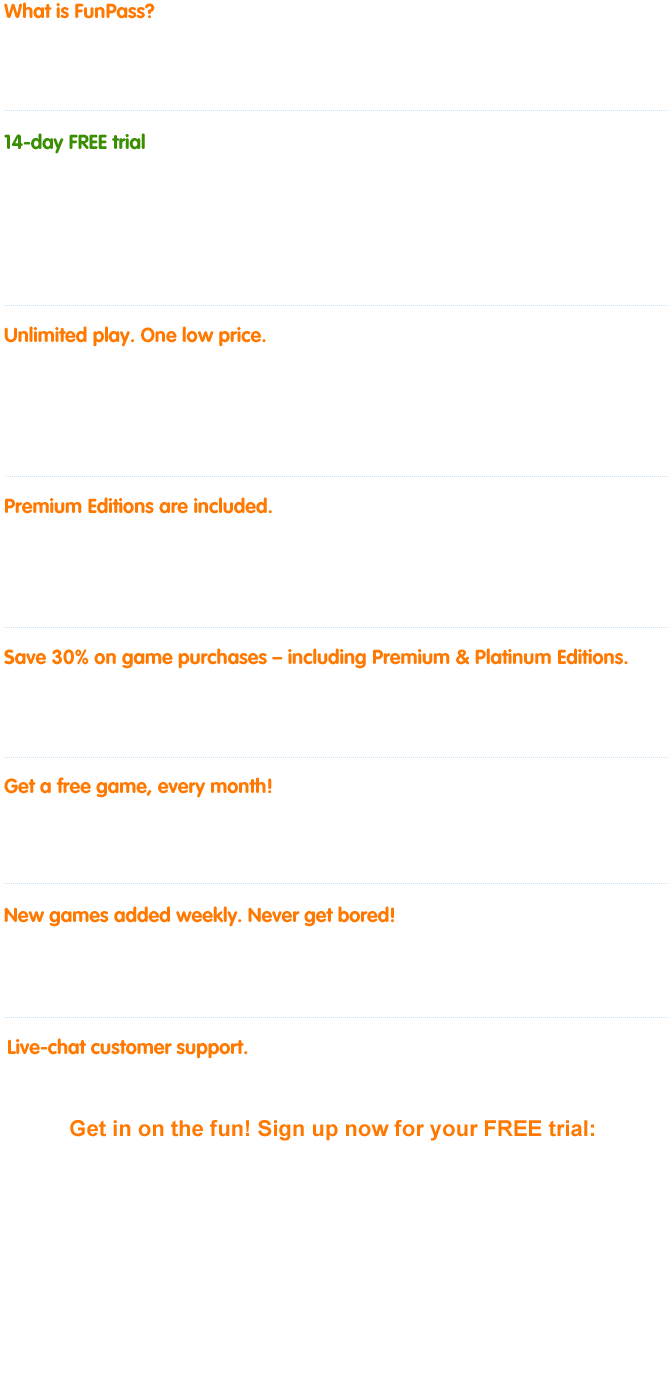 What is FunPass?
14-day FREE trial
Unlimited play. One low price.
Premium Editions are included.
Save 30% on game purchases – including Premium & Platinum Editions.
Get a free game, every month!
New games added weekly. Never get bored!
Live-chat customer support.
Get in on the fun! Sign up now for your FREE trial: